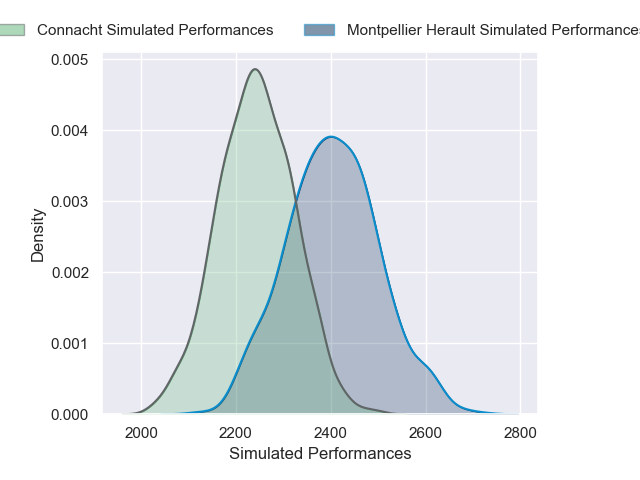 Connacht Simulated Performances
Montpellier Herault Simulated Performances
0.005
0.004
0.003
0.002
0.001
0.000
Density
2000
2200
2400
2600
2800
Simulated Performances